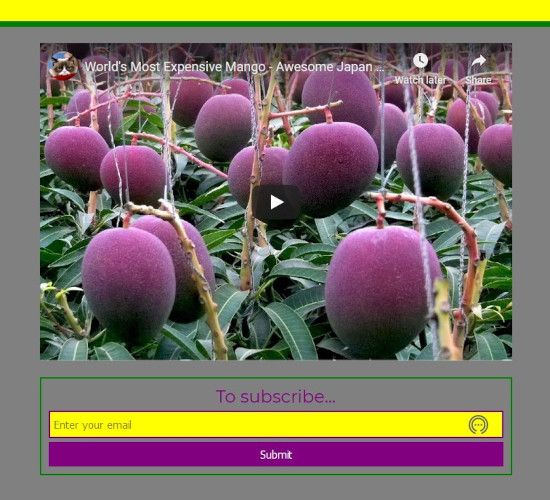 World's Most Expensive Mango - Awesome Japan ...
Watch later
Share
To subscribe...
Enter your email
Submit